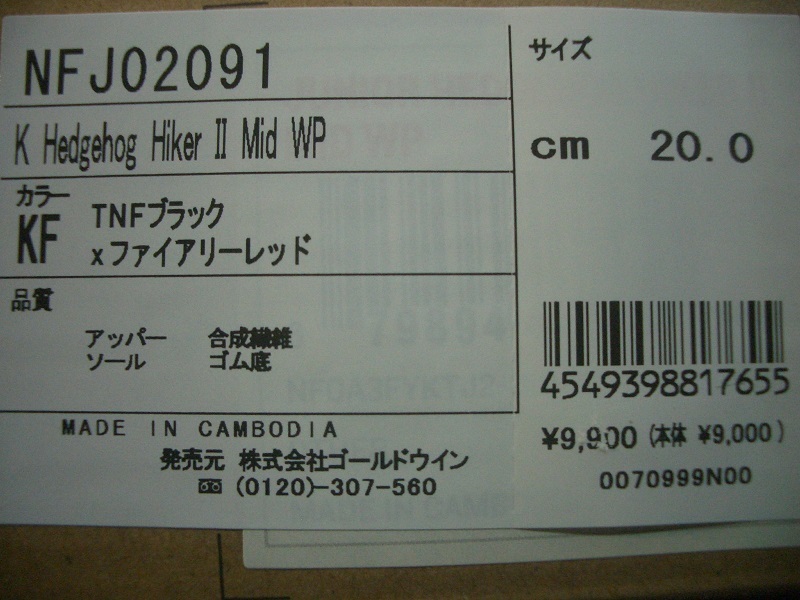 NFJ02091
K Hedgehog Hiker Ⅱ Mid WP
カラー
KF
TNFブラック
xファイアリーレッド
品質
アッパー 合成繊維
ソール ゴム底
MADE IN CAMBODIA
発売元 株式会社ゴールドウイン
(0120)-307-560
サイズ
cm 20.0
4549398817655
¥9,900 (本体 ¥9,000)
0070999N00